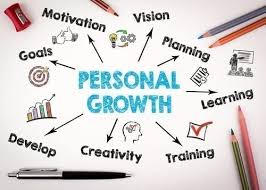 Motivation
Vision
Goals
Planning
PERSONAL
GROWTH
Learning
Develop
Creativity
Training